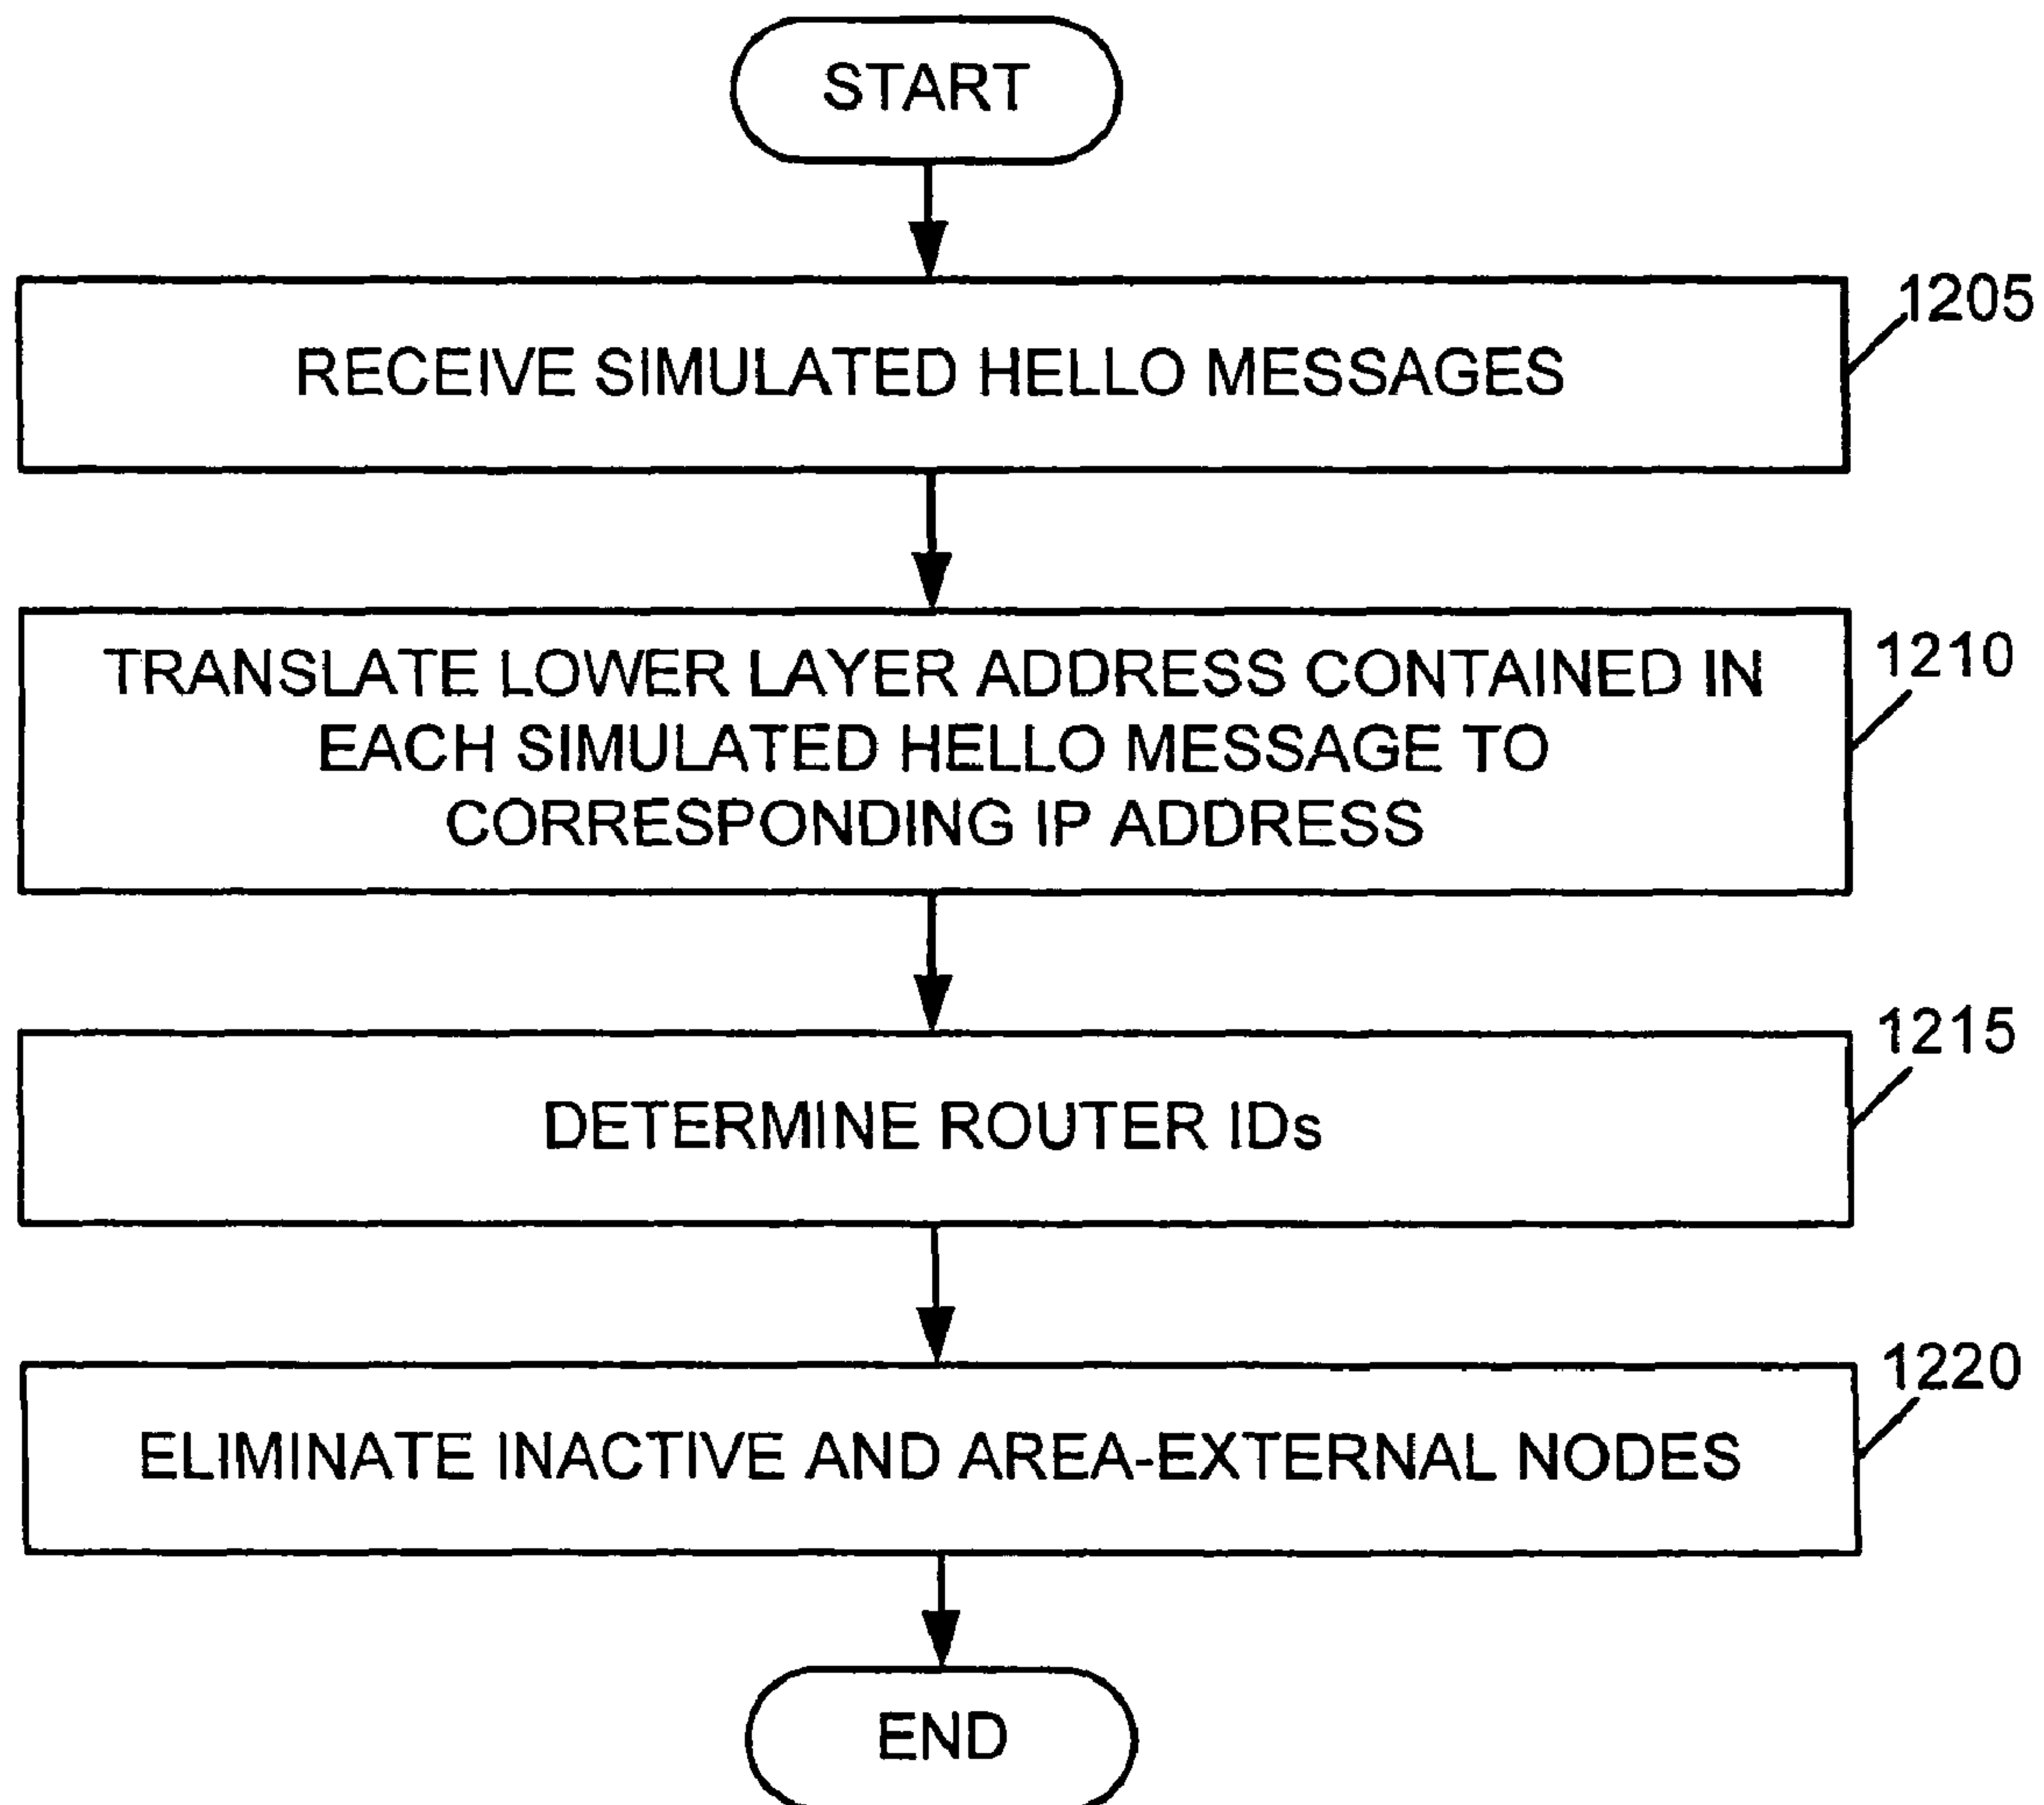 START
1205
RECEIVE SIMULATED HELLO MESSAGES
1210
TRANSLATE LOWER LAYER ADDRESS CONTAINED IN
EACH SIMULATED HELLO MESSAGE TO
CORRESPONDING IP ADDRESS
1215
DETERMINE ROUTER IDs
1220
ELIMINATE INACTIVE AND AREA-EXTERNAL NODES
END